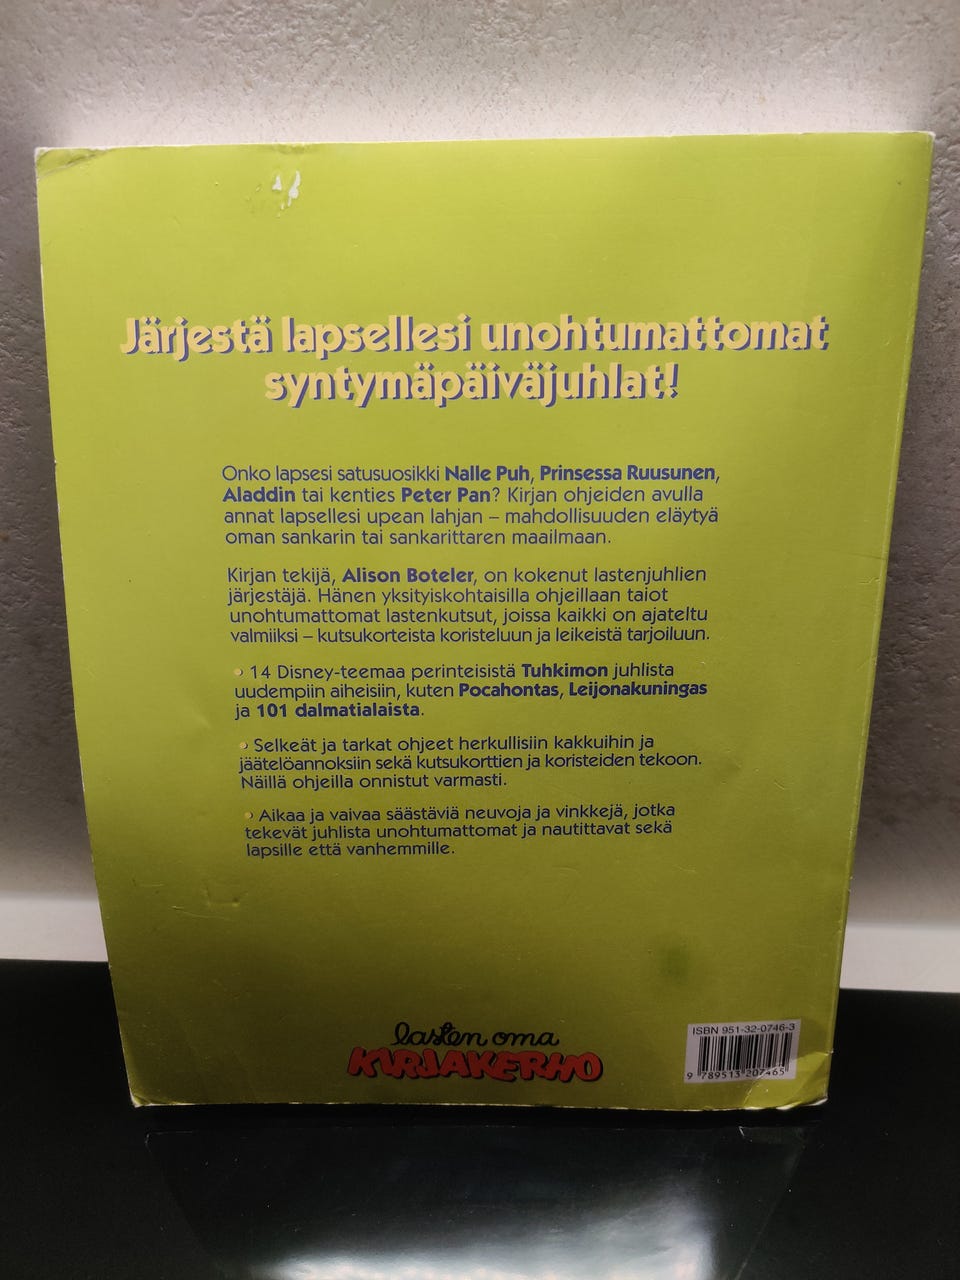 Järjestä lapsellesi unohtumattomat
syntymäpäiväjuhlat!
Onko lapsesi satusuosikki Nalle Puh, Prinsessa Ruusunen,
Aladdin tai kenties Peter Pan? Kirjan ohjeiden avulla
annat lapsellesi upean lahjan – mahdollisuuden eläytyä
oman sankarin tai sankarittaren maailmaan.
Kirjan tekijä, Alison Boteler, on kokenut lastenjuhlien
järjestäjä. Hänen yksityiskohtaisilla ohjeillaan taiot
unohtumattomat lastenkutsut, joissa kaikki on ajateltu
valmiiksi – kutsukorteista koristeluun ja leikeistä tarjoiluun.
• 14 Disney-teemaa perinteisistä Tuhkimon juhlista
uudempiin aiheisiin, kuten Pocahontas, Leijonakuningas
ja 101 dalmatialaista.
• Selkeät ja tarkat ohjeet herkullisiin kakkuihin ja
jäätelöannoksiin sekä kutsukorttien ja koristeiden tekoon.
Näillä ohjeilla onnistut varmasti.
• Aikaa ja vaivaa säästäviä neuvoja ja vinkkejä, jotka
tekevät juhlista unohtumattomat ja nautittavat sekä
lapsille että vanhemmille.
lasten oma
KIRJAKERHO
ISBN 951-32-0746-3
9 789513 207465